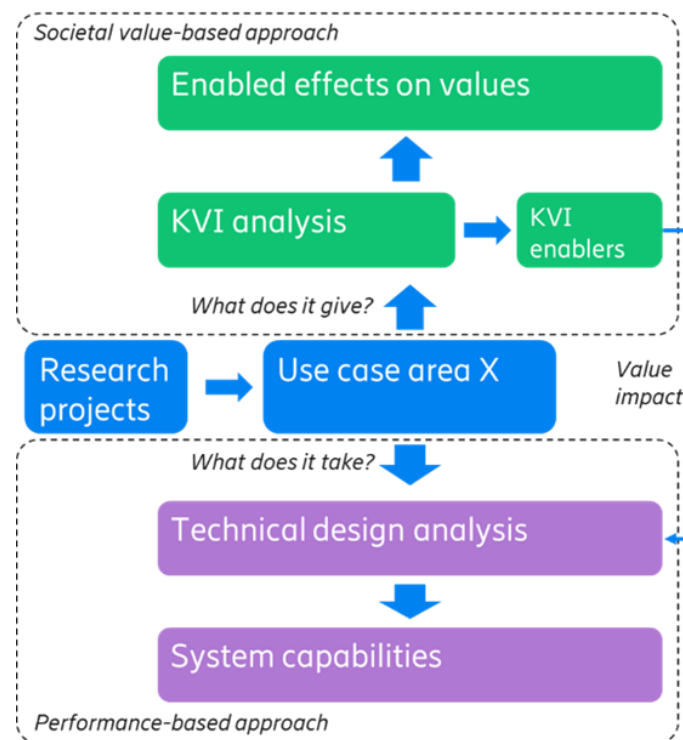 Societal value-based approach
Enabled effects on values
KVI analysis
KVI
enablers
What does it give?
Research
projects
Use case area X
Value
impact
What does it take?
Technical design analysis
System capabilities
Performance-based approach